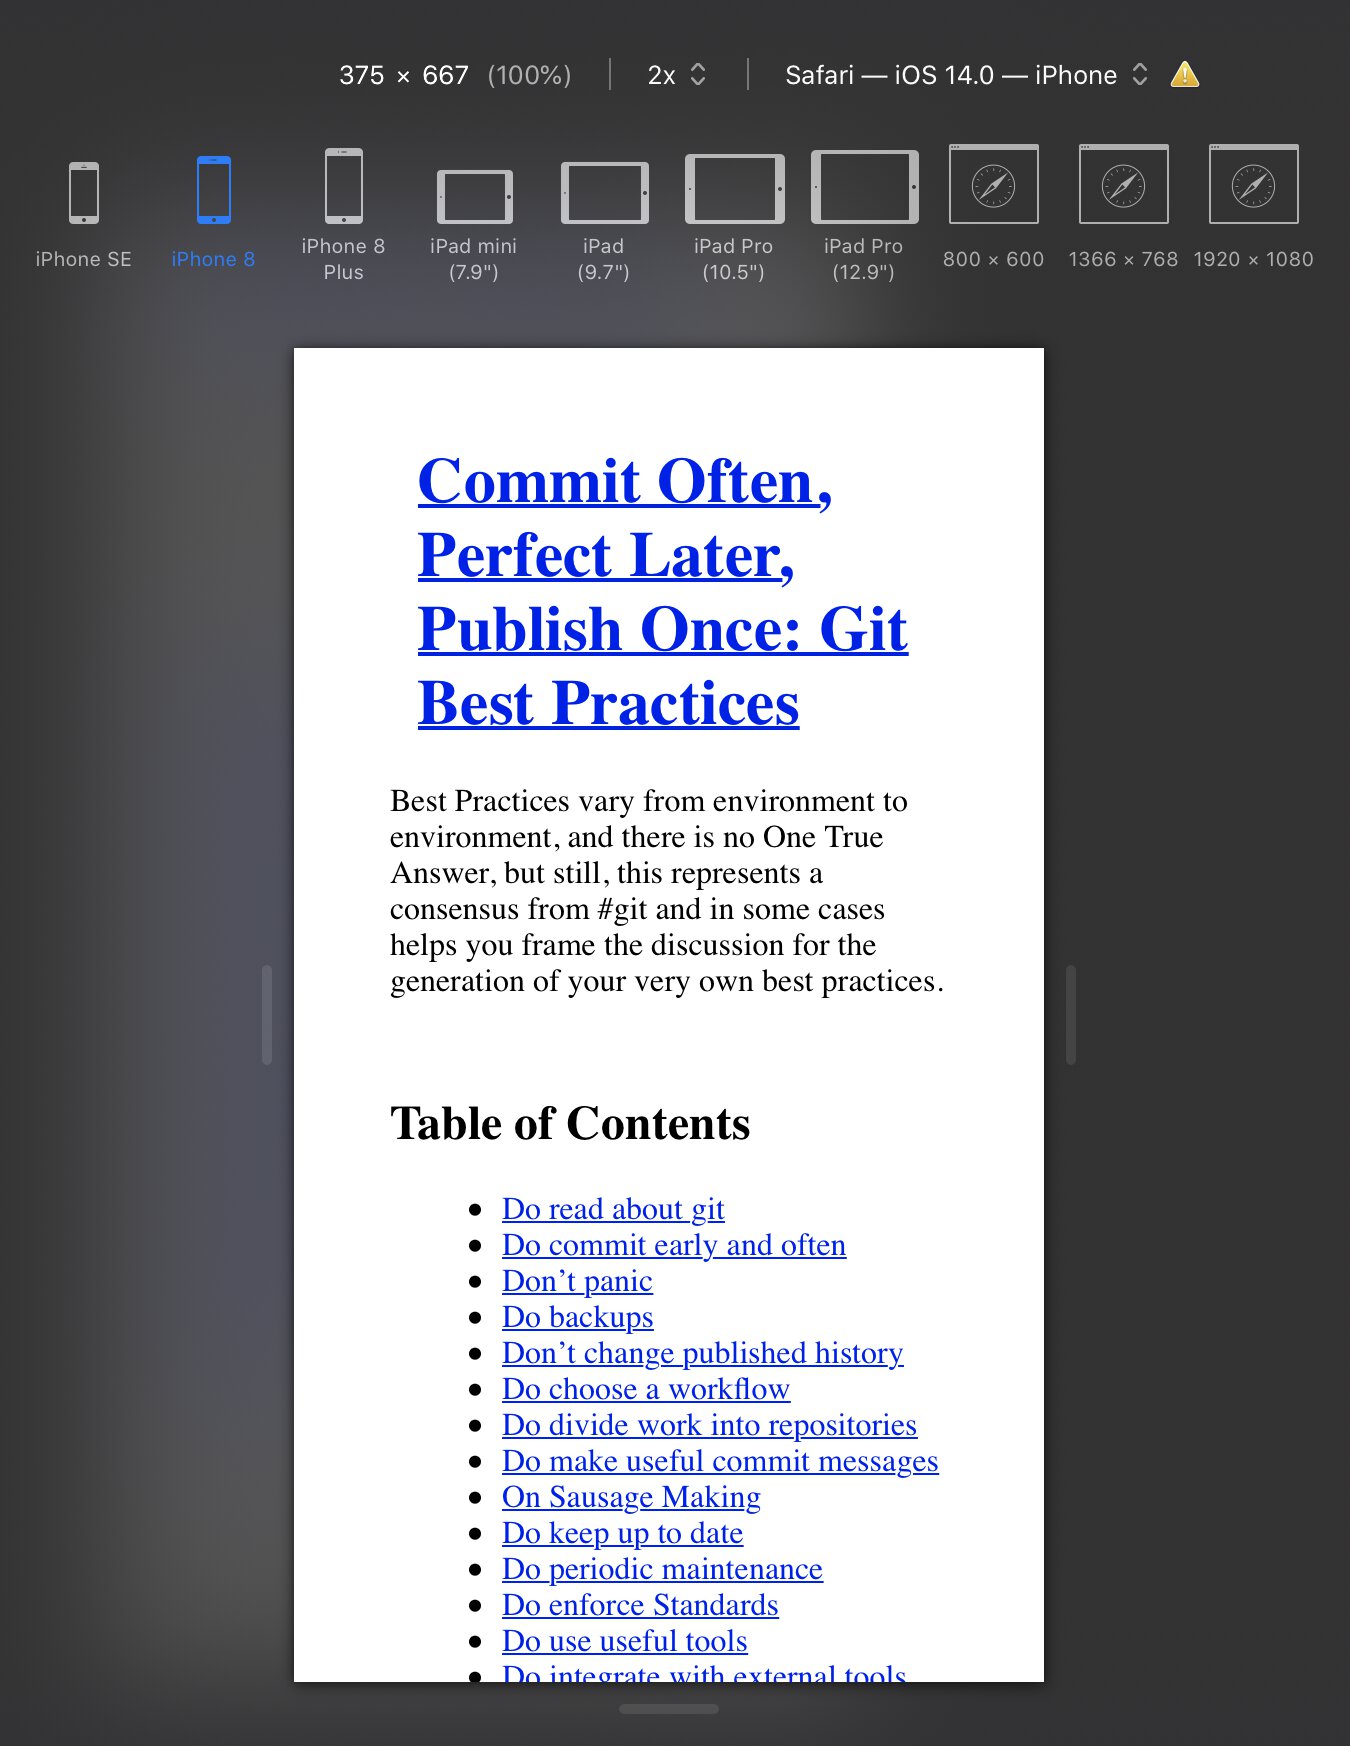 375 × 667 (100%) 2x Safari — iOS 14.0 — iPhone
iPhone SE
iPhone 8
iPhone 8
Plus
iPad mini
(7.9")
iPad
(9.7")
iPad Pro
(10.5")
iPad Pro
(12.9")
800 × 600
1366 × 768
1920 × 1080
Commit Often,
Perfect Later,
Publish Once: Git
Best Practices
Best Practices vary from environment to
environment, and there is no One True
Answer, but still, this represents a
consensus from #git and in some cases
helps you frame the discussion for the
generation of your very own best practices.
Table of Contents
• Do read about git
• Do commit early and often
• Don’t panic
• Do backups
• Don’t change published history
• Do choose a workflow
• Do divide work into repositories
• Do make useful commit messages
• On Sausage Making
• Do keep up to date
• Do periodic maintenance
• Do enforce Standards
• Do use useful tools
• Do integrate with external tools